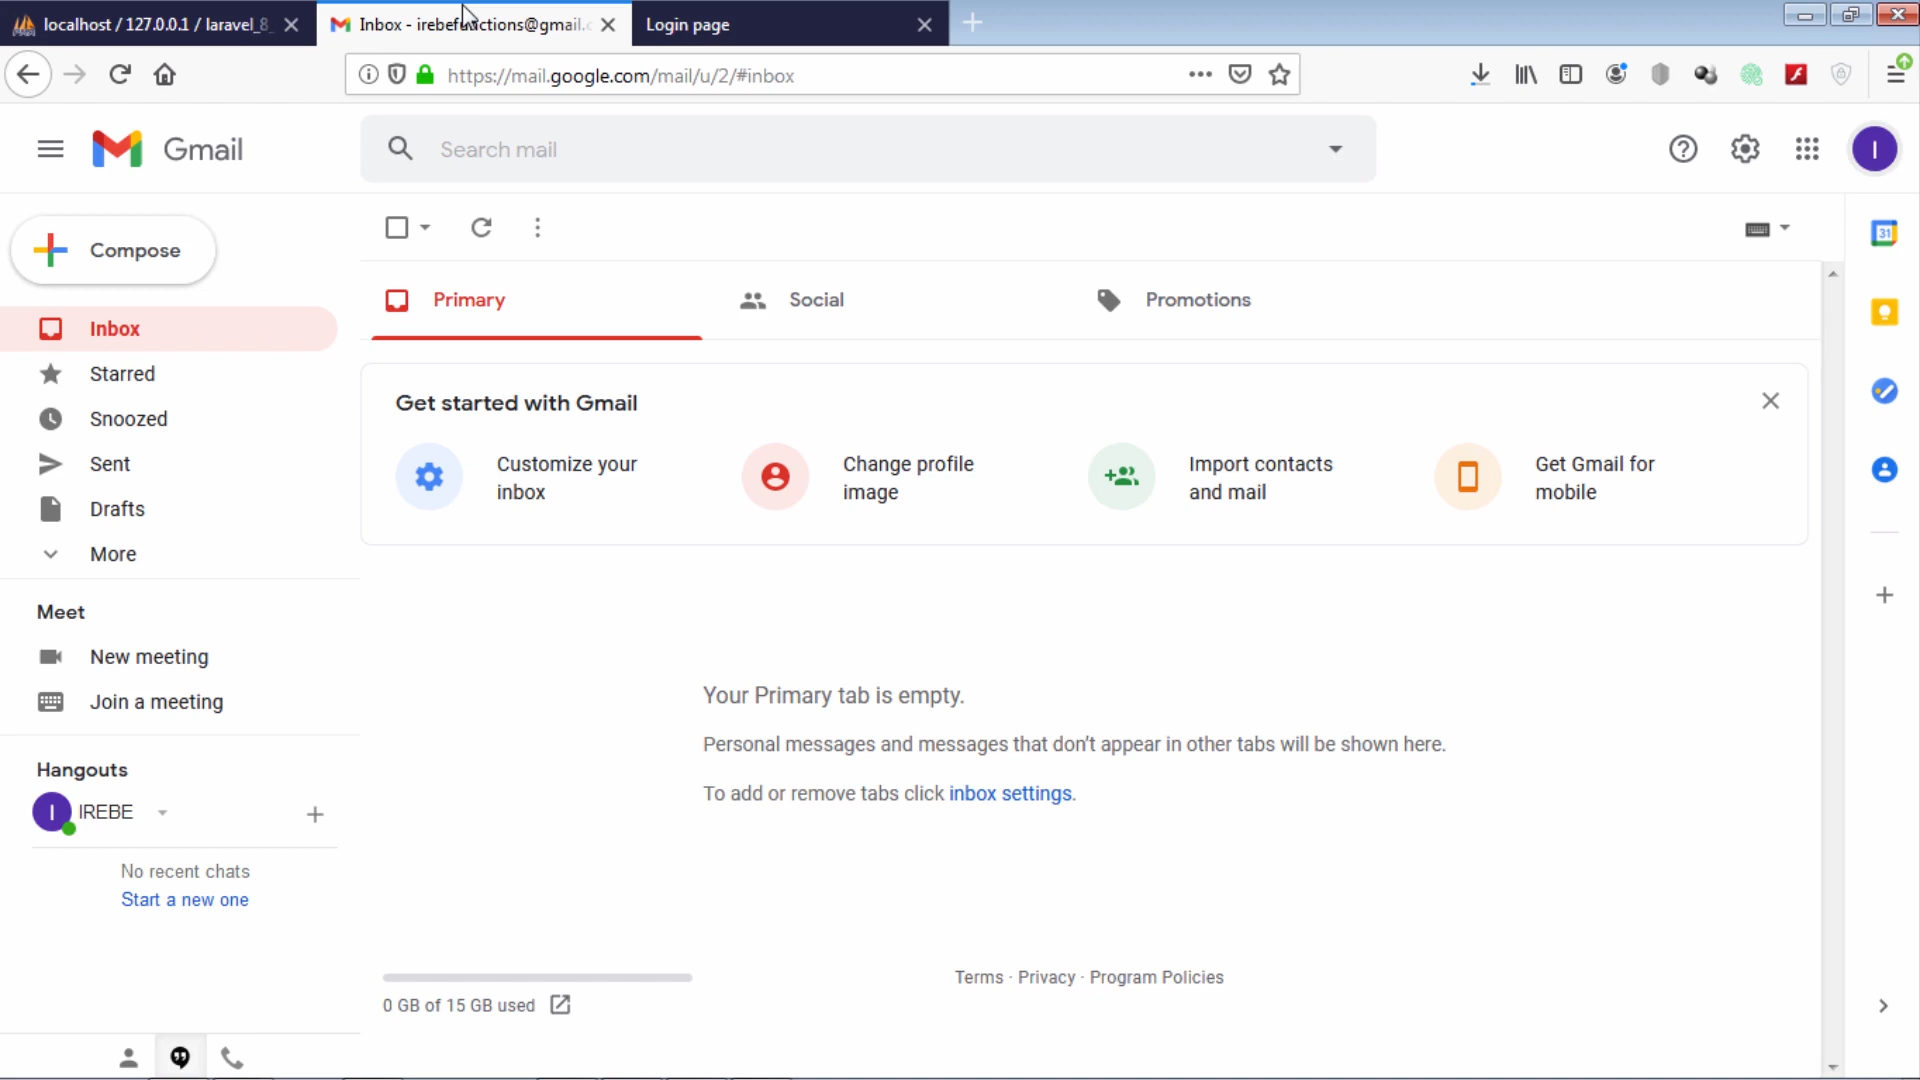 localhost / 127.0.0.1 / laravel_8_
Inbox - irebefunctions@gmail.c
Login page
https://mail.google.com/mail/u/2/#inbox
Gmail
Search mail
I
Compose
31
Primary
Social
Promotions
Inbox
Starred
Snoozed
Sent
Drafts
More
Get started with Gmail
Customize your
inbox
Change profile
image
Import contacts
and mail
Get Gmail for
mobile
Meet
New meeting
Join a meeting
Your Primary tab is empty.
Personal messages and messages that don't appear in other tabs will be shown here.
To add or remove tabs click inbox settings.
Hangouts
I IREBE
No recent chats
Start a new one
Terms · Privacy · Program Policies
0 GB of 15 GB used